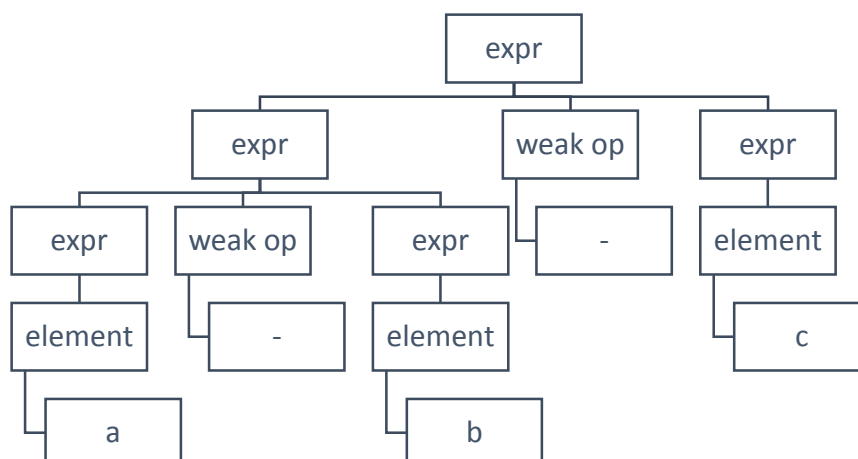 expr
expr weak op expr
expr weak op expr - element
element - element c
a b